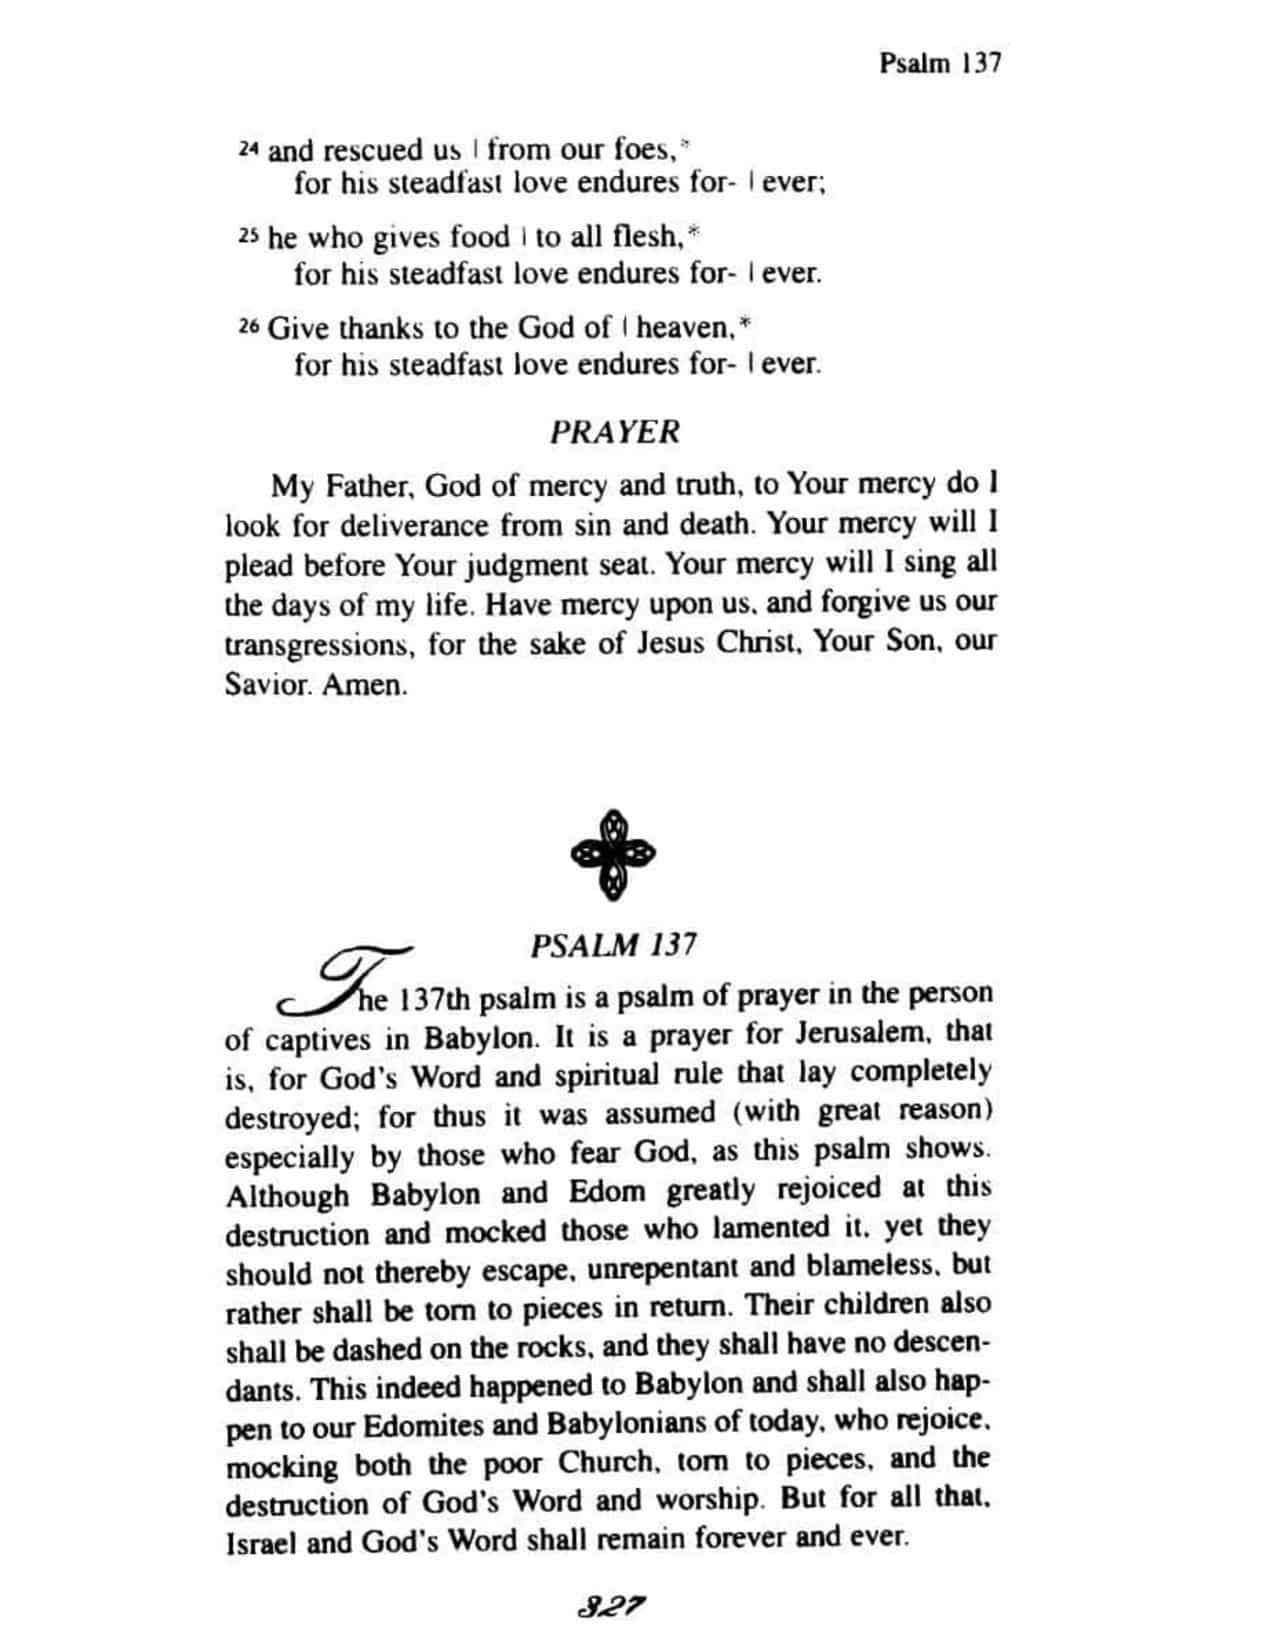 Psalm 137
24 and rescued us | from our foes,*
for his steadfast love endures for- | ever;
25 he who gives food | to all flesh,*
for his steadfast love endures for- | ever.
26 Give thanks to the God of | heaven,*
for his steadfast love endures for- | ever.
PRAYER
My Father, God of mercy and truth, to Your mercy do I
look for deliverance from sin and death. Your mercy will I
plead before Your judgment seat. Your mercy will I sing all
the days of my life. Have mercy upon us, and forgive us our
transgressions, for the sake of Jesus Christ, Your Son, our
Savior. Amen.
PSALM 137
The 137th psalm is a psalm of prayer in the person
of captives in Babylon. It is a prayer for Jerusalem, that
is, for God's Word and spiritual rule that lay completely
destroyed; for thus it was assumed (with great reason)
especially by those who fear God, as this psalm shows.
Although Babylon and Edom greatly rejoiced at this
destruction and mocked those who lamented it, yet they
should not thereby escape, unrepentant and blameless, but
rather shall be torn to pieces in return. Their children also
shall be dashed on the rocks, and they shall have no descen-
dants. This indeed happened to Babylon and shall also hap-
pen to our Edomites and Babylonians of today, who rejoice,
mocking both the poor Church, torn to pieces, and the
destruction of God's Word and worship. But for all that,
Israel and God's Word shall remain forever and ever.
327